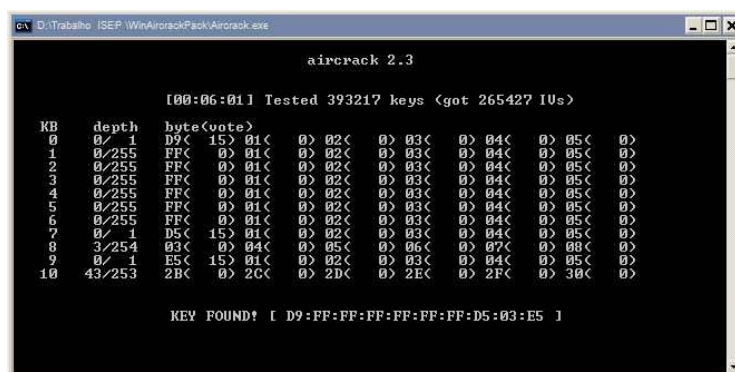 D:\Trabalho ISEP \WinAircrackPack\Aircrack.exe
aircrack 2.3
[00:06:01] Tested 393217 keys (got 265427 IVs)
KB depth byte(vote)
0 0/ 1 D9( 15) 01( 0) 02( 0) 03( 0) 04( 0) 05( 0)
1 0/255 FF( 0) 01( 0) 02( 0) 03( 0) 04( 0) 05( 0)
2 0/255 FF( 0) 01( 0) 02( 0) 03( 0) 04( 0) 05( 0)
3 0/255 FF( 0) 01( 0) 02( 0) 03( 0) 04( 0) 05( 0)
4 0/255 FF( 0) 01( 0) 02( 0) 03( 0) 04( 0) 05( 0)
5 0/255 FF( 0) 01( 0) 02( 0) 03( 0) 04( 0) 05( 0)
6 0/255 FF( 0) 01( 0) 02( 0) 03( 0) 04( 0) 05( 0)
7 0/ 1 D5( 15) 01( 0) 02( 0) 03( 0) 04( 0) 05( 0)
8 3/254 03( 0) 04( 0) 05( 0) 06( 0) 07( 0) 08( 0)
9 0/ 1 E5( 15) 01( 0) 02( 0) 03( 0) 04( 0) 05( 0)
10 43/253 2B( 0) 2C( 0) 2D( 0) 2E( 0) 2F( 0) 30( 0)
KEY FOUND! [ D9:FF:FF:FF:FF:FF:FF:D5:03:E5 ]